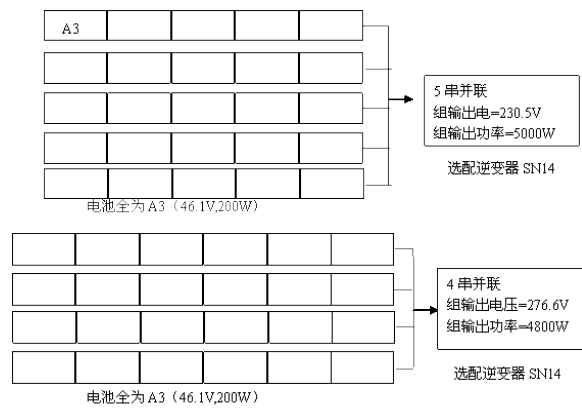 A3
5 串并联
组输出电=230.5V
组输出功率=5000W
选配逆变器 SN14
电池全为 A3（46.1V,200W）
4 串并联
组输出电压=276.6V
组输出功率=4800W
选配逆变器 SN14
电池全为 A3（46.1V,200W）